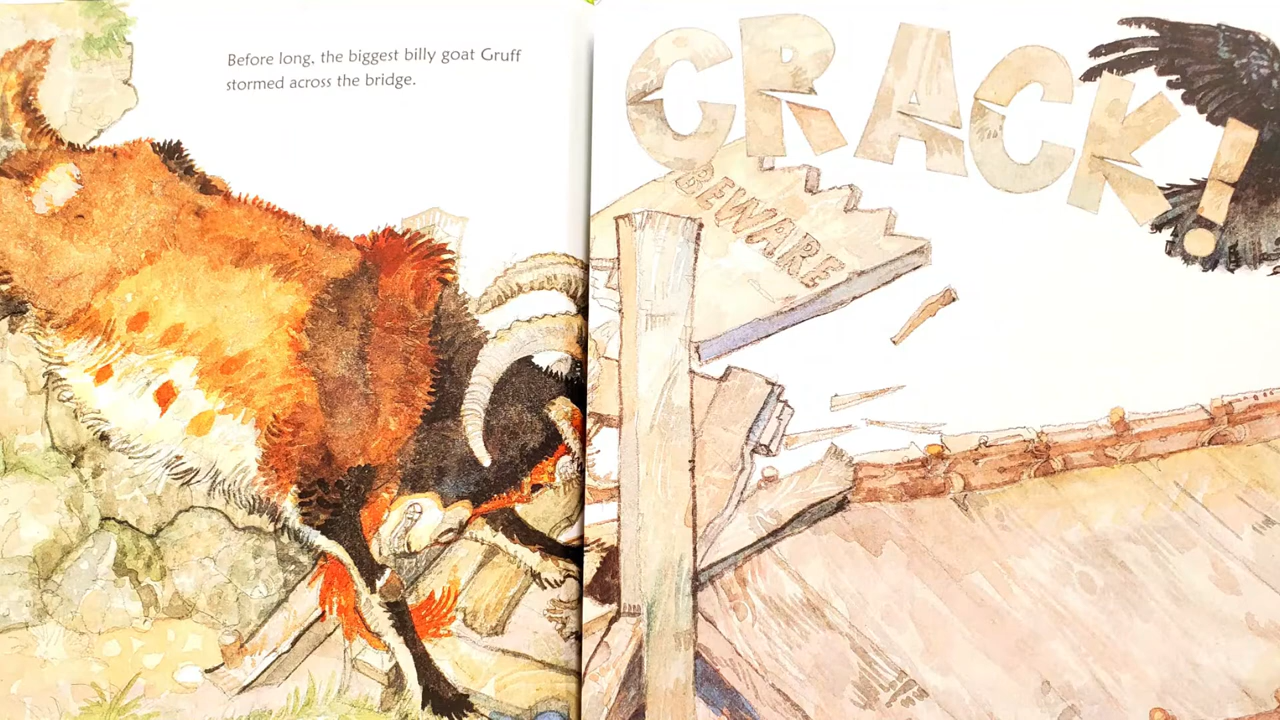 Before long, the biggest billy goat Gruff
stormed across the bridge.
CRACK!
BEWARE